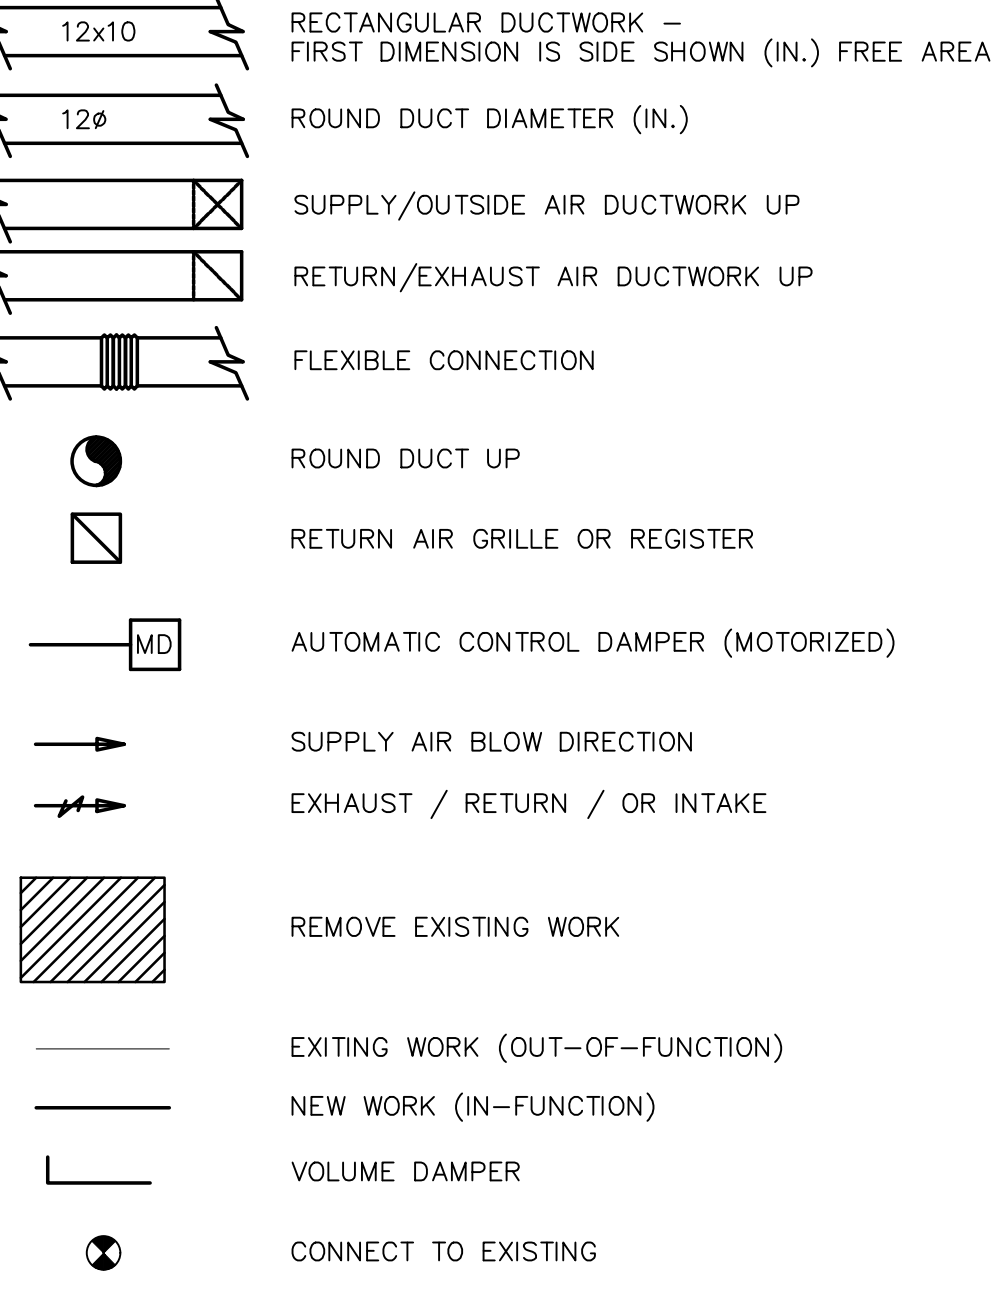 12x10
RECTANGULAR DUCTWORK –
FIRST DIMENSION IS SIDE SHOWN (IN.) FREE AREA
12ø
ROUND DUCT DIAMETER (IN.)
SUPPLY/OUTSIDE AIR DUCTWORK UP
RETURN/EXHAUST AIR DUCTWORK UP
FLEXIBLE CONNECTION
ROUND DUCT UP
RETURN AIR GRILLE OR REGISTER
MD
AUTOMATIC CONTROL DAMPER (MOTORIZED)
SUPPLY AIR BLOW DIRECTION
EXHAUST / RETURN / OR INTAKE
REMOVE EXISTING WORK
EXITING WORK (OUT–OF–FUNCTION)
NEW WORK (IN–FUNCTION)
VOLUME DAMPER
CONNECT TO EXISTING